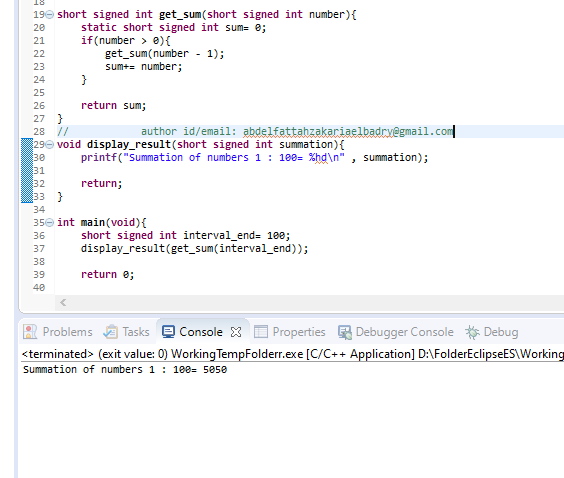 18
19 short signed int get_sum(short signed int number){
20     static short signed int sum= 0;
21     if(number > 0){
22         get_sum(number - 1);
23         sum+= number;
24     }
25
26     return sum;
27 }
28 //           author id/email: abdelfattahzakariaelbadry@gmail.com
29 void display_result(short signed int summation){
30     printf("Summation of numbers 1 : 100= %hd\n" , summation);
31
32     return;
33 }
34
35 int main(void){
36     short signed int interval_end= 100;
37     display_result(get_sum(interval_end));
38
39     return 0;
40
Problems Tasks Console Properties Debugger Console Debug
<terminated> (exit value: 0) WorkingTempFolderr.exe [C/C++ Application] D:\FolderEclipseES\Working
Summation of numbers 1 : 100= 5050